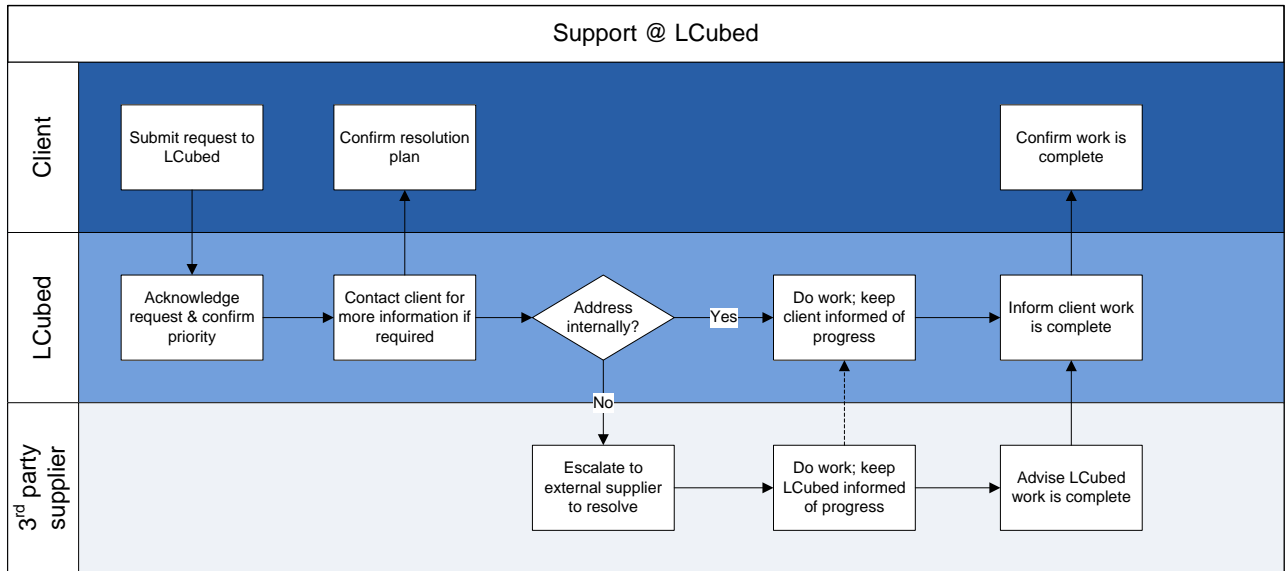 Support @ LCubed
Client
Submit request to
LCubed
Confirm resolution
plan
Confirm work is
complete
LCubed
Acknowledge
request & confirm
priority
Contact client for
more information if
required
Address
internally?
Yes
Do work; keep
client informed of
progress
Inform client work
is complete
No
3rd party
supplier
Escalate to
external supplier
to resolve
Do work; keep
LCubed informed
of progress
Advise LCubed
work is complete